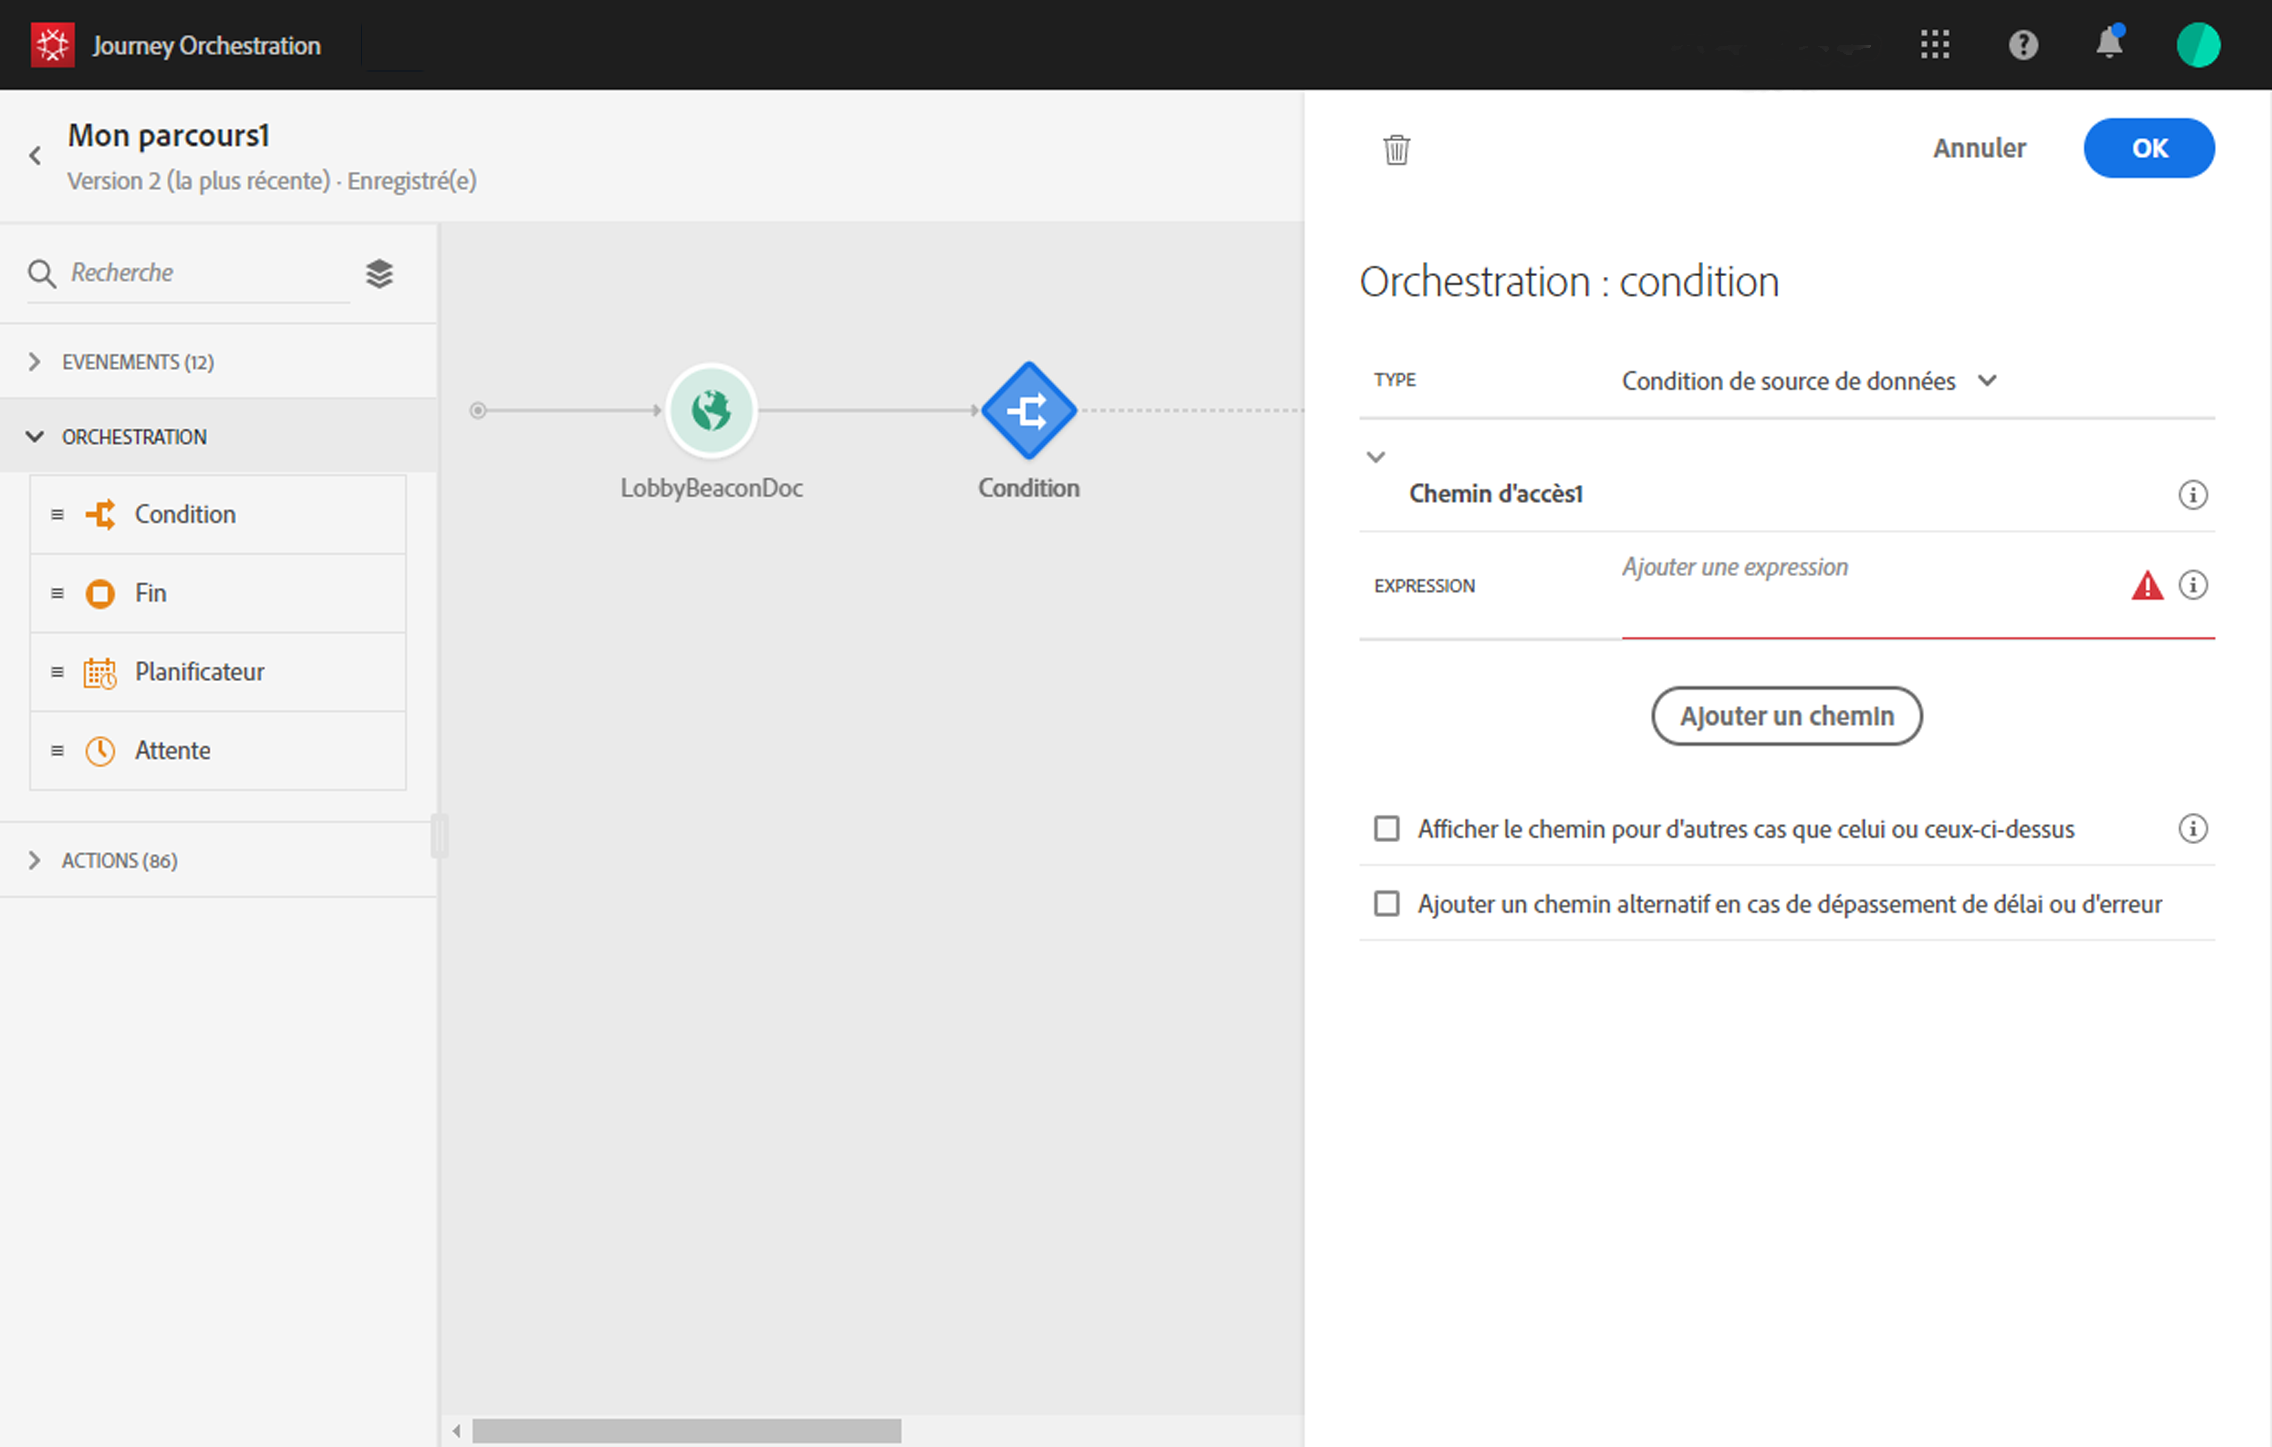 Journey Orchestration
Mon parcours1
Version 2 (la plus récente) · Enregistré(e)
Annuler
OK
Recherche
EVENEMENTS (12)
ORCHESTRATION
Condition
Fin
Planificateur
Attente
ACTIONS (86)
LobbyBeaconDoc
Condition
Orchestration : condition
TYPE
Condition de source de données
Chemin d'accès1
EXPRESSION
Ajouter une expression
Ajouter un chemin
Afficher le chemin pour d'autres cas que celui ou ceux-ci-dessus
Ajouter un chemin alternatif en cas de dépassement de délai ou d'erreur